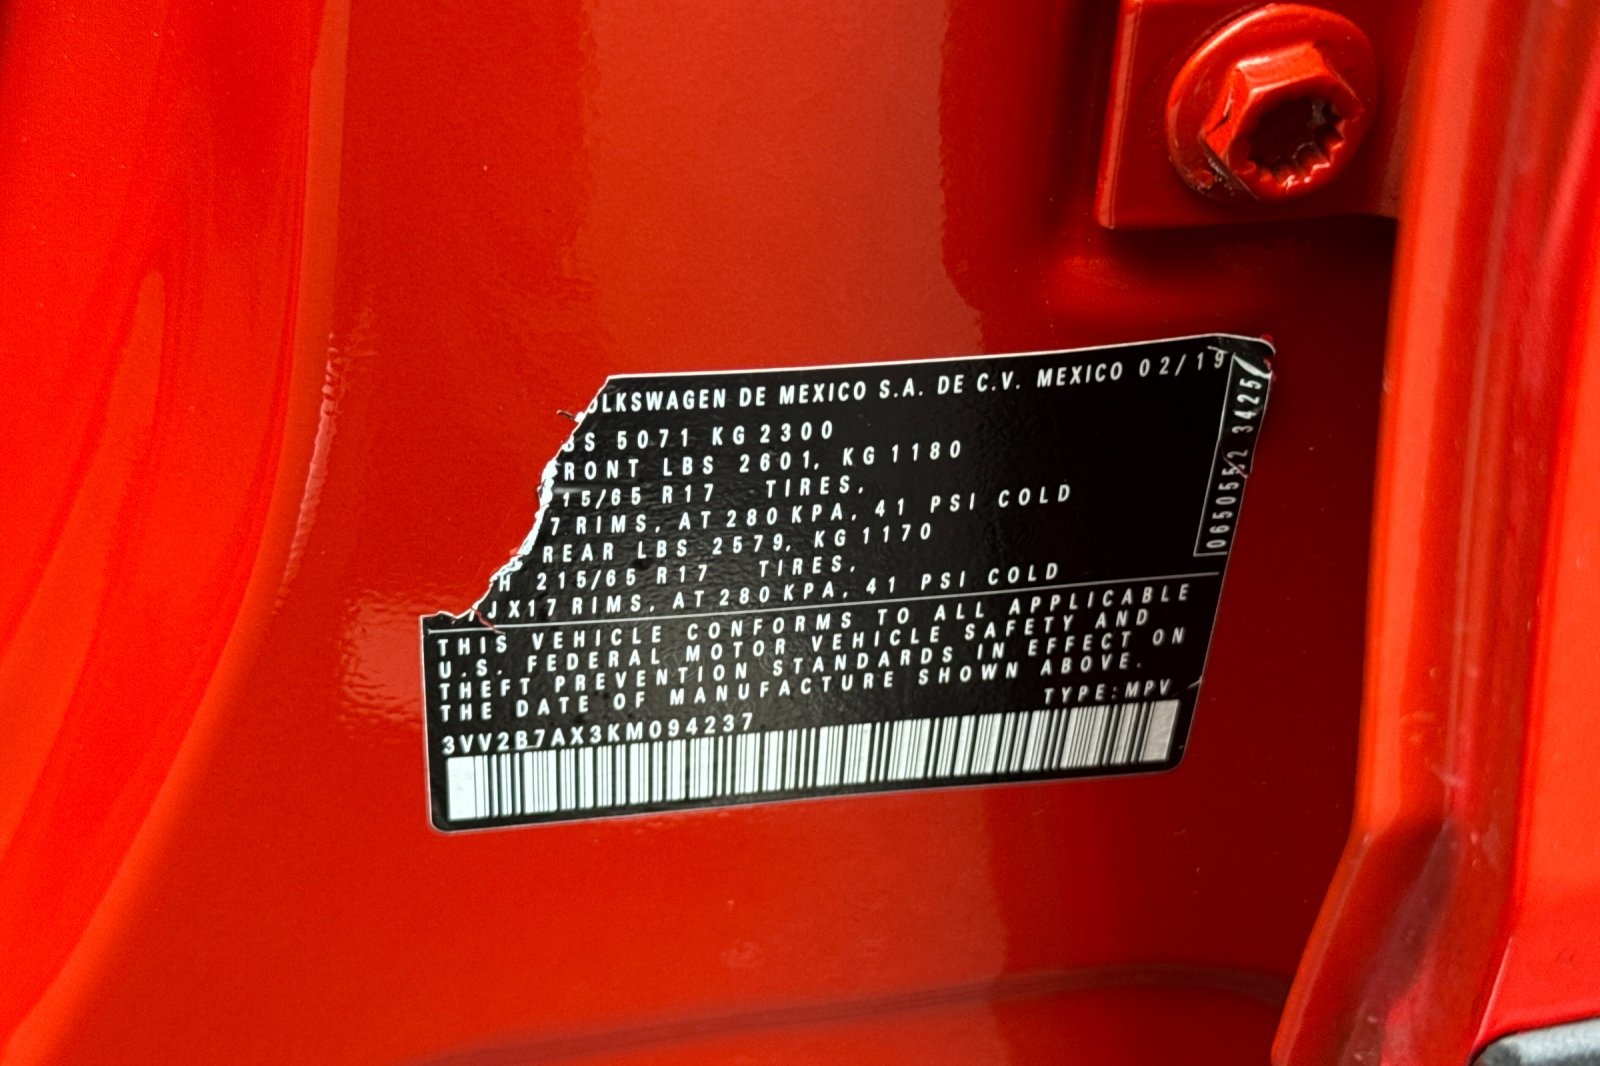 OLKSWAGEN DE MEXICO S.A. DE C.V. MEXICO 02/19
BS 5071 KG 2300
RONT LBS 2601, KG 1180
15/65 R17 TIRES,
7 RIMS, AT 280 KPA, 41 PSI COLD
REAR LBS 2579, KG 1170
H 215/65 R17 TIRES,
7JX17 RIMS, AT 280 KPA, 41 PSI COLD
THIS VEHICLE CONFORMS TO ALL APPLICABLE
U.S. FEDERAL MOTOR VEHICLE SAFETY AND
THEFT PREVENTION STANDARDS IN EFFECT ON
THE DATE OF MANUFACTURE SHOWN ABOVE.
TYPE: MPV
3VV2B7AX3KM094237
0650552 3425